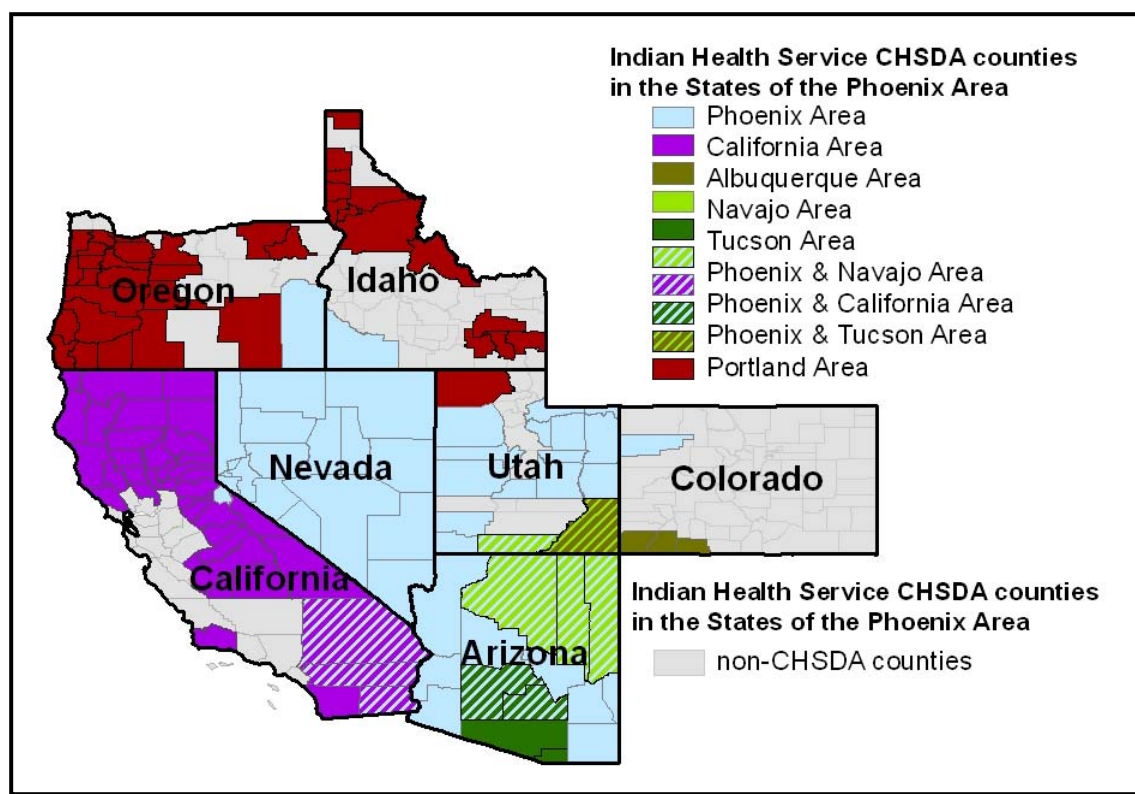 Indian Health Service CHSDA counties
in the States of the Phoenix Area
Phoenix Area
California Area
Albuquerque Area
Navajo Area
Tucson Area
Phoenix & Navajo Area
Phoenix & California Area
Phoenix & Tucson Area
Portland Area
Oregon
Idaho
Nevada
Utah
Colorado
California
Arizona
Indian Health Service CHSDA counties
in the States of the Phoenix Area
non-CHSDA counties